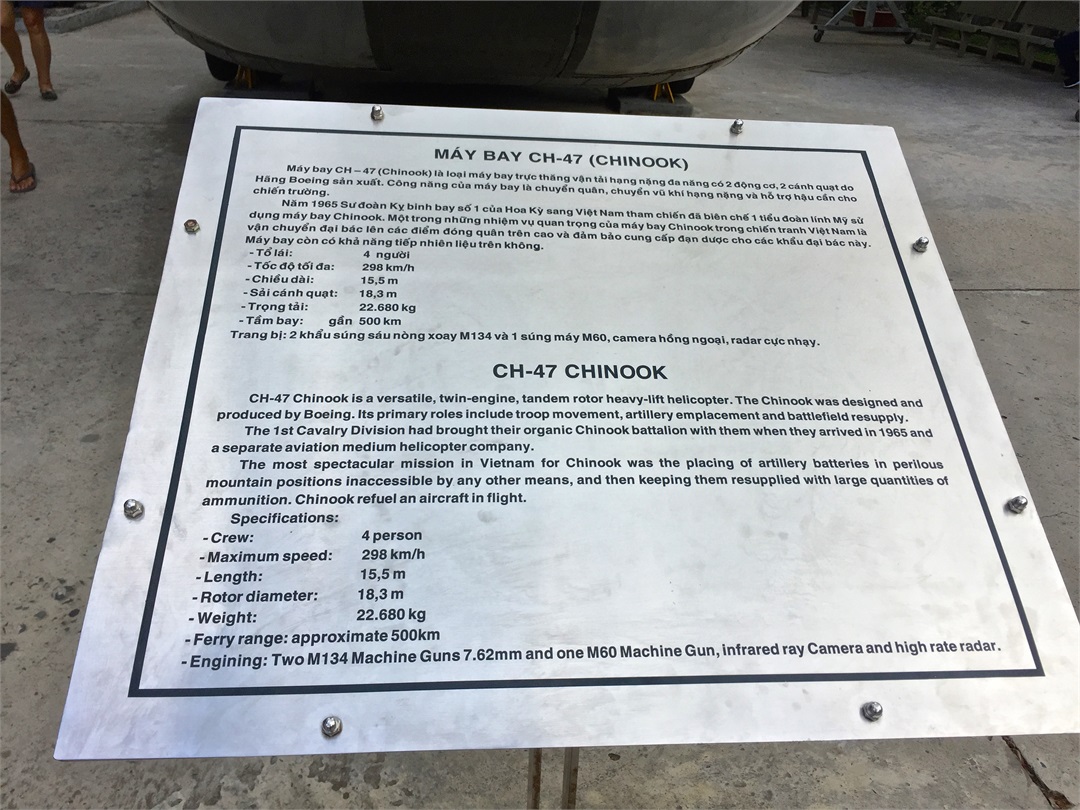 MÁY BAY CH-47 (CHINOOK)
Máy bay CH – 47 (Chinook) là loại máy bay trực thăng vận tải hạng nặng đa năng có 2 động cơ, 2 cánh quạt do
Hãng Boeing sản xuất. Công năng của máy bay là chuyển quân, chuyển vũ khí hạng nặng và hỗ trợ hậu cần cho
chiến trường.
Năm 1965 Sư đoàn Kỵ binh bay số 1 của Hoa Kỳ sang Việt Nam tham chiến đã biên chế 1 tiểu đoàn lính Mỹ sử
dụng máy bay Chinook. Một trong những nhiệm vụ quan trọng của máy bay Chinook trong chiến tranh Việt Nam là
vận chuyển đại bác lên các điểm đóng quân trên cao và đảm bảo cung cấp đạn dược cho các khẩu đại bác này.
Máy bay còn có khả năng tiếp nhiên liệu trên không.
- Tổ lái: 4 người
- Tốc độ tối đa: 298 km/h
- Chiều dài: 15,5 m
- Sải cánh quạt: 18,3 m
- Trọng tải: 22.680 kg
- Tầm bay: gần 500 km
Trang bị: 2 khẩu súng sáu nòng xoay M134 và 1 súng máy M60, camera hồng ngoại, radar cực nhạy.
CH-47 CHINOOK
CH-47 Chinook is a versatile, twin-engine, tandem rotor heavy-lift helicopter. The Chinook was designed and
produced by Boeing. Its primary roles include troop movement, artillery emplacement and battlefield resupply.
The 1st Cavalry Division had brought their organic Chinook battalion with them when they arrived in 1965 and
a separate aviation medium helicopter company.
The most spectacular mission in Vietnam for Chinook was the placing of artillery batteries in perilous
mountain positions inaccessible by any other means, and then keeping them resupplied with large quantities of
ammunition. Chinook refuel an aircraft in flight.
Specifications:
- Crew: 4 person
- Maximum speed: 298 km/h
- Length: 15,5 m
- Rotor diameter: 18,3 m
- Weight: 22.680 kg
- Ferry range: approximate 500km
- Engining: Two M134 Machine Guns 7.62mm and one M60 Machine Gun, infrared ray Camera and high rate radar.